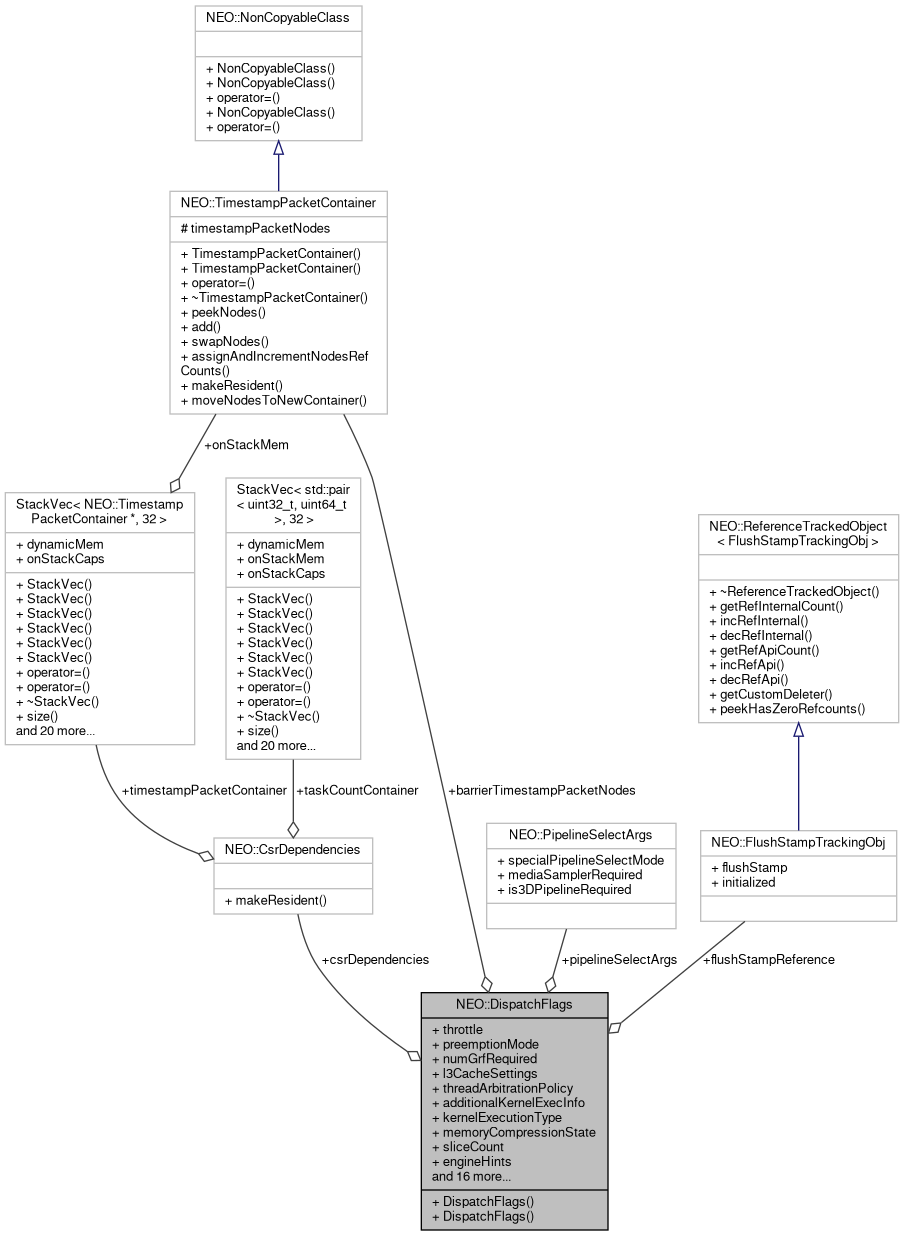 NEO::NonCopyableClass
+ NonCopyableClass()
+ NonCopyableClass()
+ operator=()
+ NonCopyableClass()
+ operator=()
NEO::TimestampPacketContainer
# timestampPacketNodes
+ TimestampPacketContainer()
+ TimestampPacketContainer()
+ operator=()
+ ~TimestampPacketContainer()
+ peekNodes()
+ add()
+ swapNodes()
+ assignAndIncrementNodesRef
Counts()
+ makeResident()
+ moveNodesToNewContainer()
+onStackMem
StackVec< NEO::Timestamp
PacketContainer *, 32 >
+ dynamicMem
+ onStackCaps
+ StackVec()
+ StackVec()
+ StackVec()
+ StackVec()
+ StackVec()
+ StackVec()
+ operator=()
+ operator=()
+ ~StackVec()
+ size()
and 20 more...
StackVec< std::pair
< uint32_t, uint64_t
>, 32 >
+ dynamicMem
+ onStackMem
+ onStackCaps
+ StackVec()
+ StackVec()
+ StackVec()
+ StackVec()
+ StackVec()
+ StackVec()
+ operator=()
+ operator=()
+ ~StackVec()
+ size()
and 20 more...
NEO::ReferenceTrackedObject
< FlushStampTrackingObj >
+ ~ReferenceTrackedObject()
+ getRefInternalCount()
+ incRefInternal()
+ decRefInternal()
+ getRefApiCount()
+ incRefApi()
+ decRefApi()
+ getCustomDeleter()
+ peekHasZeroRefcounts()
+timestampPacketContainer
+taskCountContainer
+barrierTimestampPacketNodes
NEO::CsrDependencies
+ makeResident()
NEO::PipelineSelectArgs
+ specialPipelineSelectMode
+ mediaSamplerRequired
+ is3DPipelineRequired
NEO::FlushStampTrackingObj
+ flushStamp
+ initialized
+csrDependencies
+pipelineSelectArgs
+flushStampReference
NEO::DispatchFlags
+ throttle
+ preemptionMode
+ numGrfRequired
+ l3CacheSettings
+ threadArbitrationPolicy
+ additionalKernelExecInfo
+ kernelExecutionType
+ memoryCompressionState
+ sliceCount
+ engineHints
and 16 more...
+ DispatchFlags()
+ DispatchFlags()